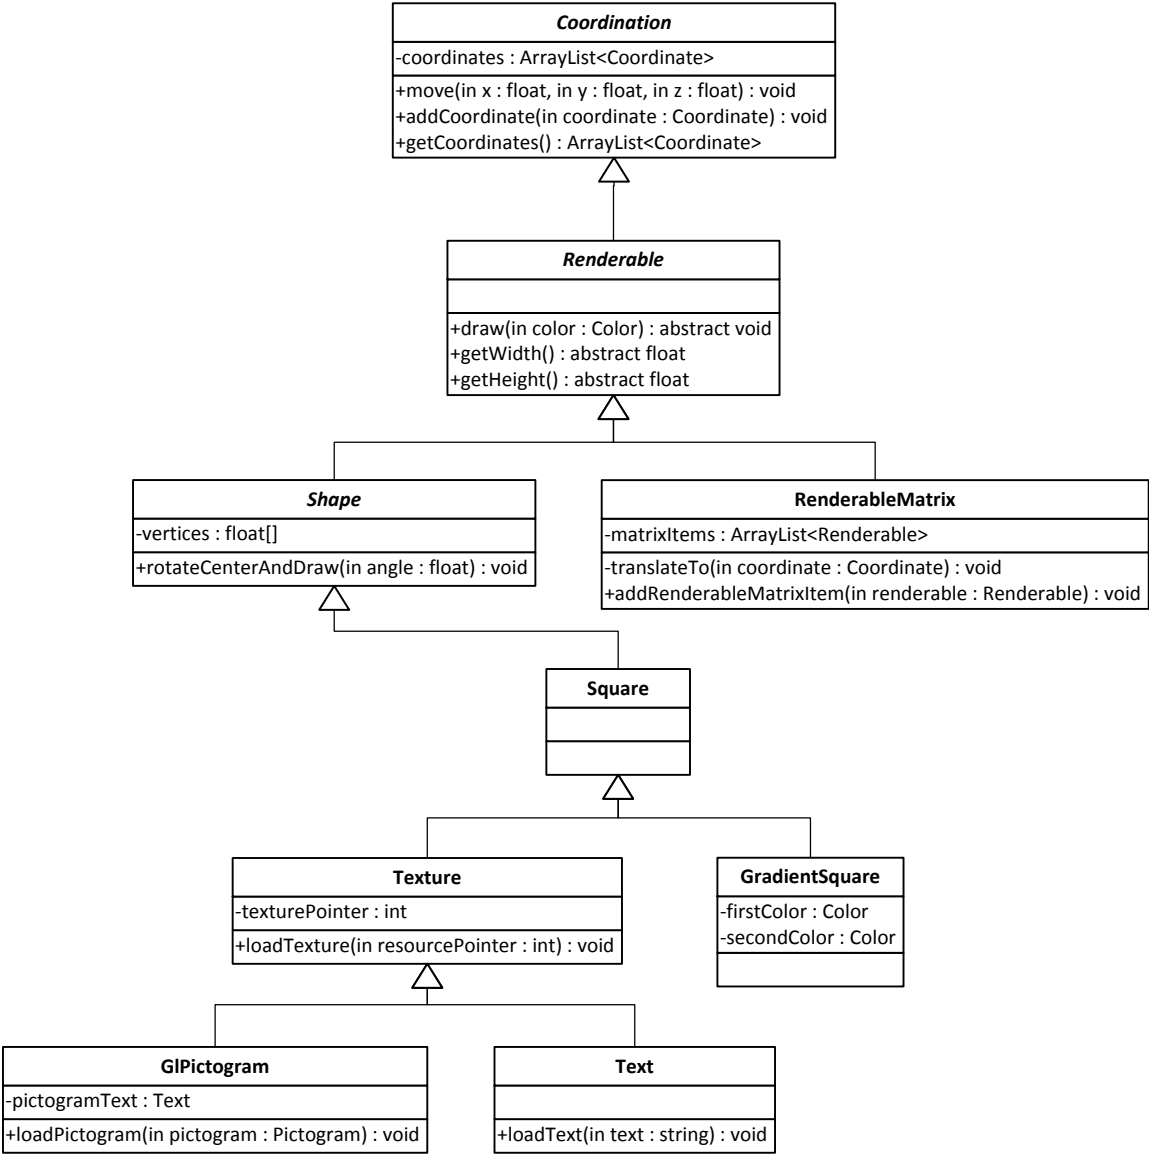 Coordination
-coordinates : ArrayList<Coordinate>
+move(in x : float, in y : float, in z : float) : void
+addCoordinate(in coordinate : Coordinate) : void
+getCoordinates() : ArrayList<Coordinate>
Renderable
+draw(in color : Color) : abstract void
+getWidth() : abstract float
+getHeight() : abstract float
Shape
-vertices : float[]
+rotateCenterAndDraw(in angle : float) : void
RenderableMatrix
-matrixItems : ArrayList<Renderable>
-translateTo(in coordinate : Coordinate) : void
+addRenderableMatrixItem(in renderable : Renderable) : void
Square
Texture
-texturePointer : int
+loadTexture(in resourcePointer : int) : void
GradientSquare
-firstColor : Color
-secondColor : Color
GlPictogram
-pictogramText : Text
+loadPictogram(in pictogram : Pictogram) : void
Text
+loadText(in text : string) : void